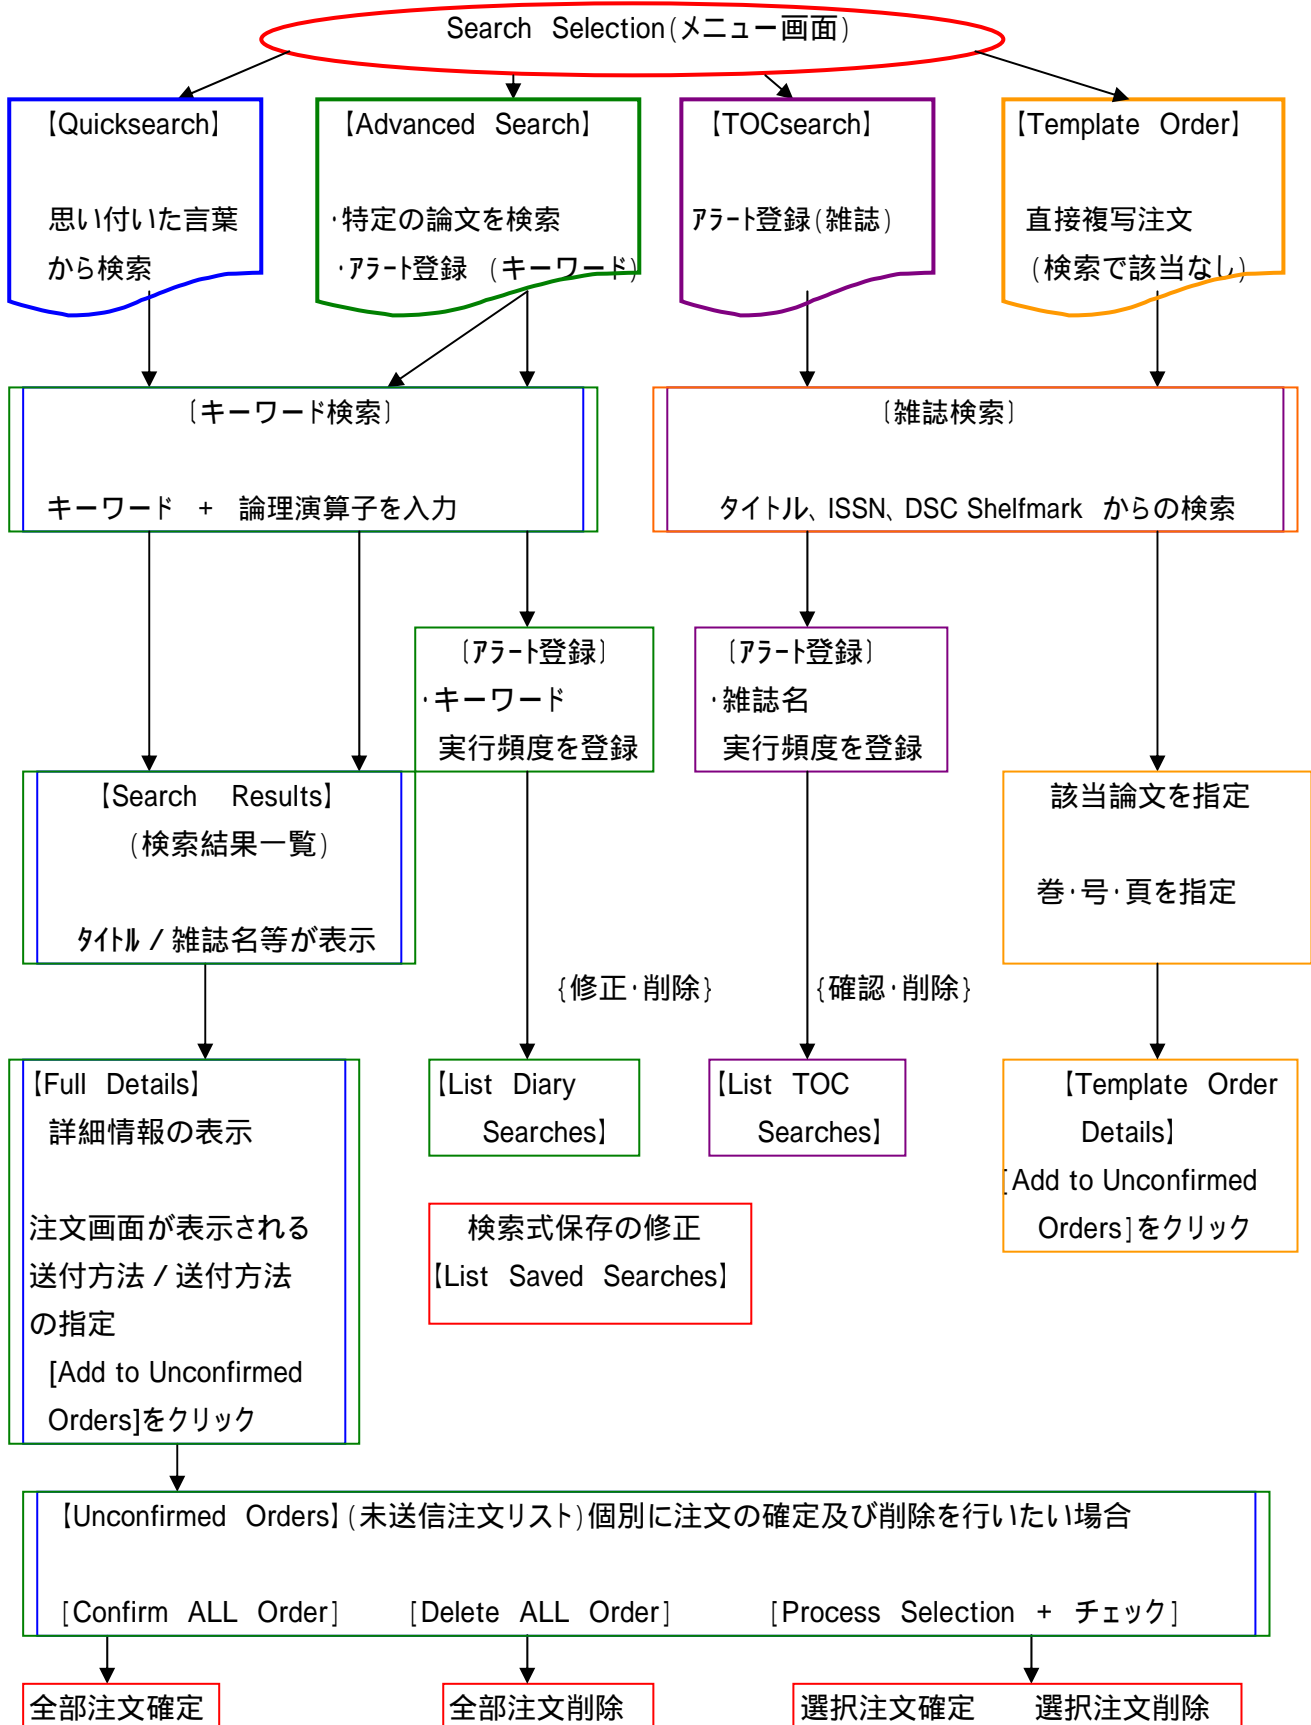 Search Selection(メニュー画面)
【Quicksearch】
思い付いた言葉
から検索
【Advanced Search】
・特定の論文を検索
・アラート登録 (キーワード)
【TOCsearch】
アラート登録(雑誌)
【Template Order】
直接複写注文
(検索で該当なし)
〔キーワード検索〕
キーワード + 論理演算子を入力
〔雑誌検索〕
タイトル、ISSN、DSC Shelfmark からの検索
〔アラート登録〕
・キーワード
実行頻度を登録
〔アラート登録〕
・雑誌名
実行頻度を登録
【Search Results】
(検索結果一覧)
タイトル / 雑誌名等が表示
該当論文を指定
巻・号・頁を指定
{修正・削除}
{確認・削除}
【Full Details】
詳細情報の表示
注文画面が表示される
送付方法 / 送付方法
の指定
[Add to Unconfirmed
Orders]をクリック
【List Diary
Searches】
【List TOC
Searches】
【Template Order
Details】
[Add to Unconfirmed
Orders]をクリック
検索式保存の修正
【List Saved Searches】
【Unconfirmed Orders】(未送信注文リスト)個別に注文の確定及び削除を行いたい場合
[Confirm ALL Order] [Delete ALL Order] [Process Selection + チェック]
全部注文確定
全部注文削除
選択注文確定 選択注文削除